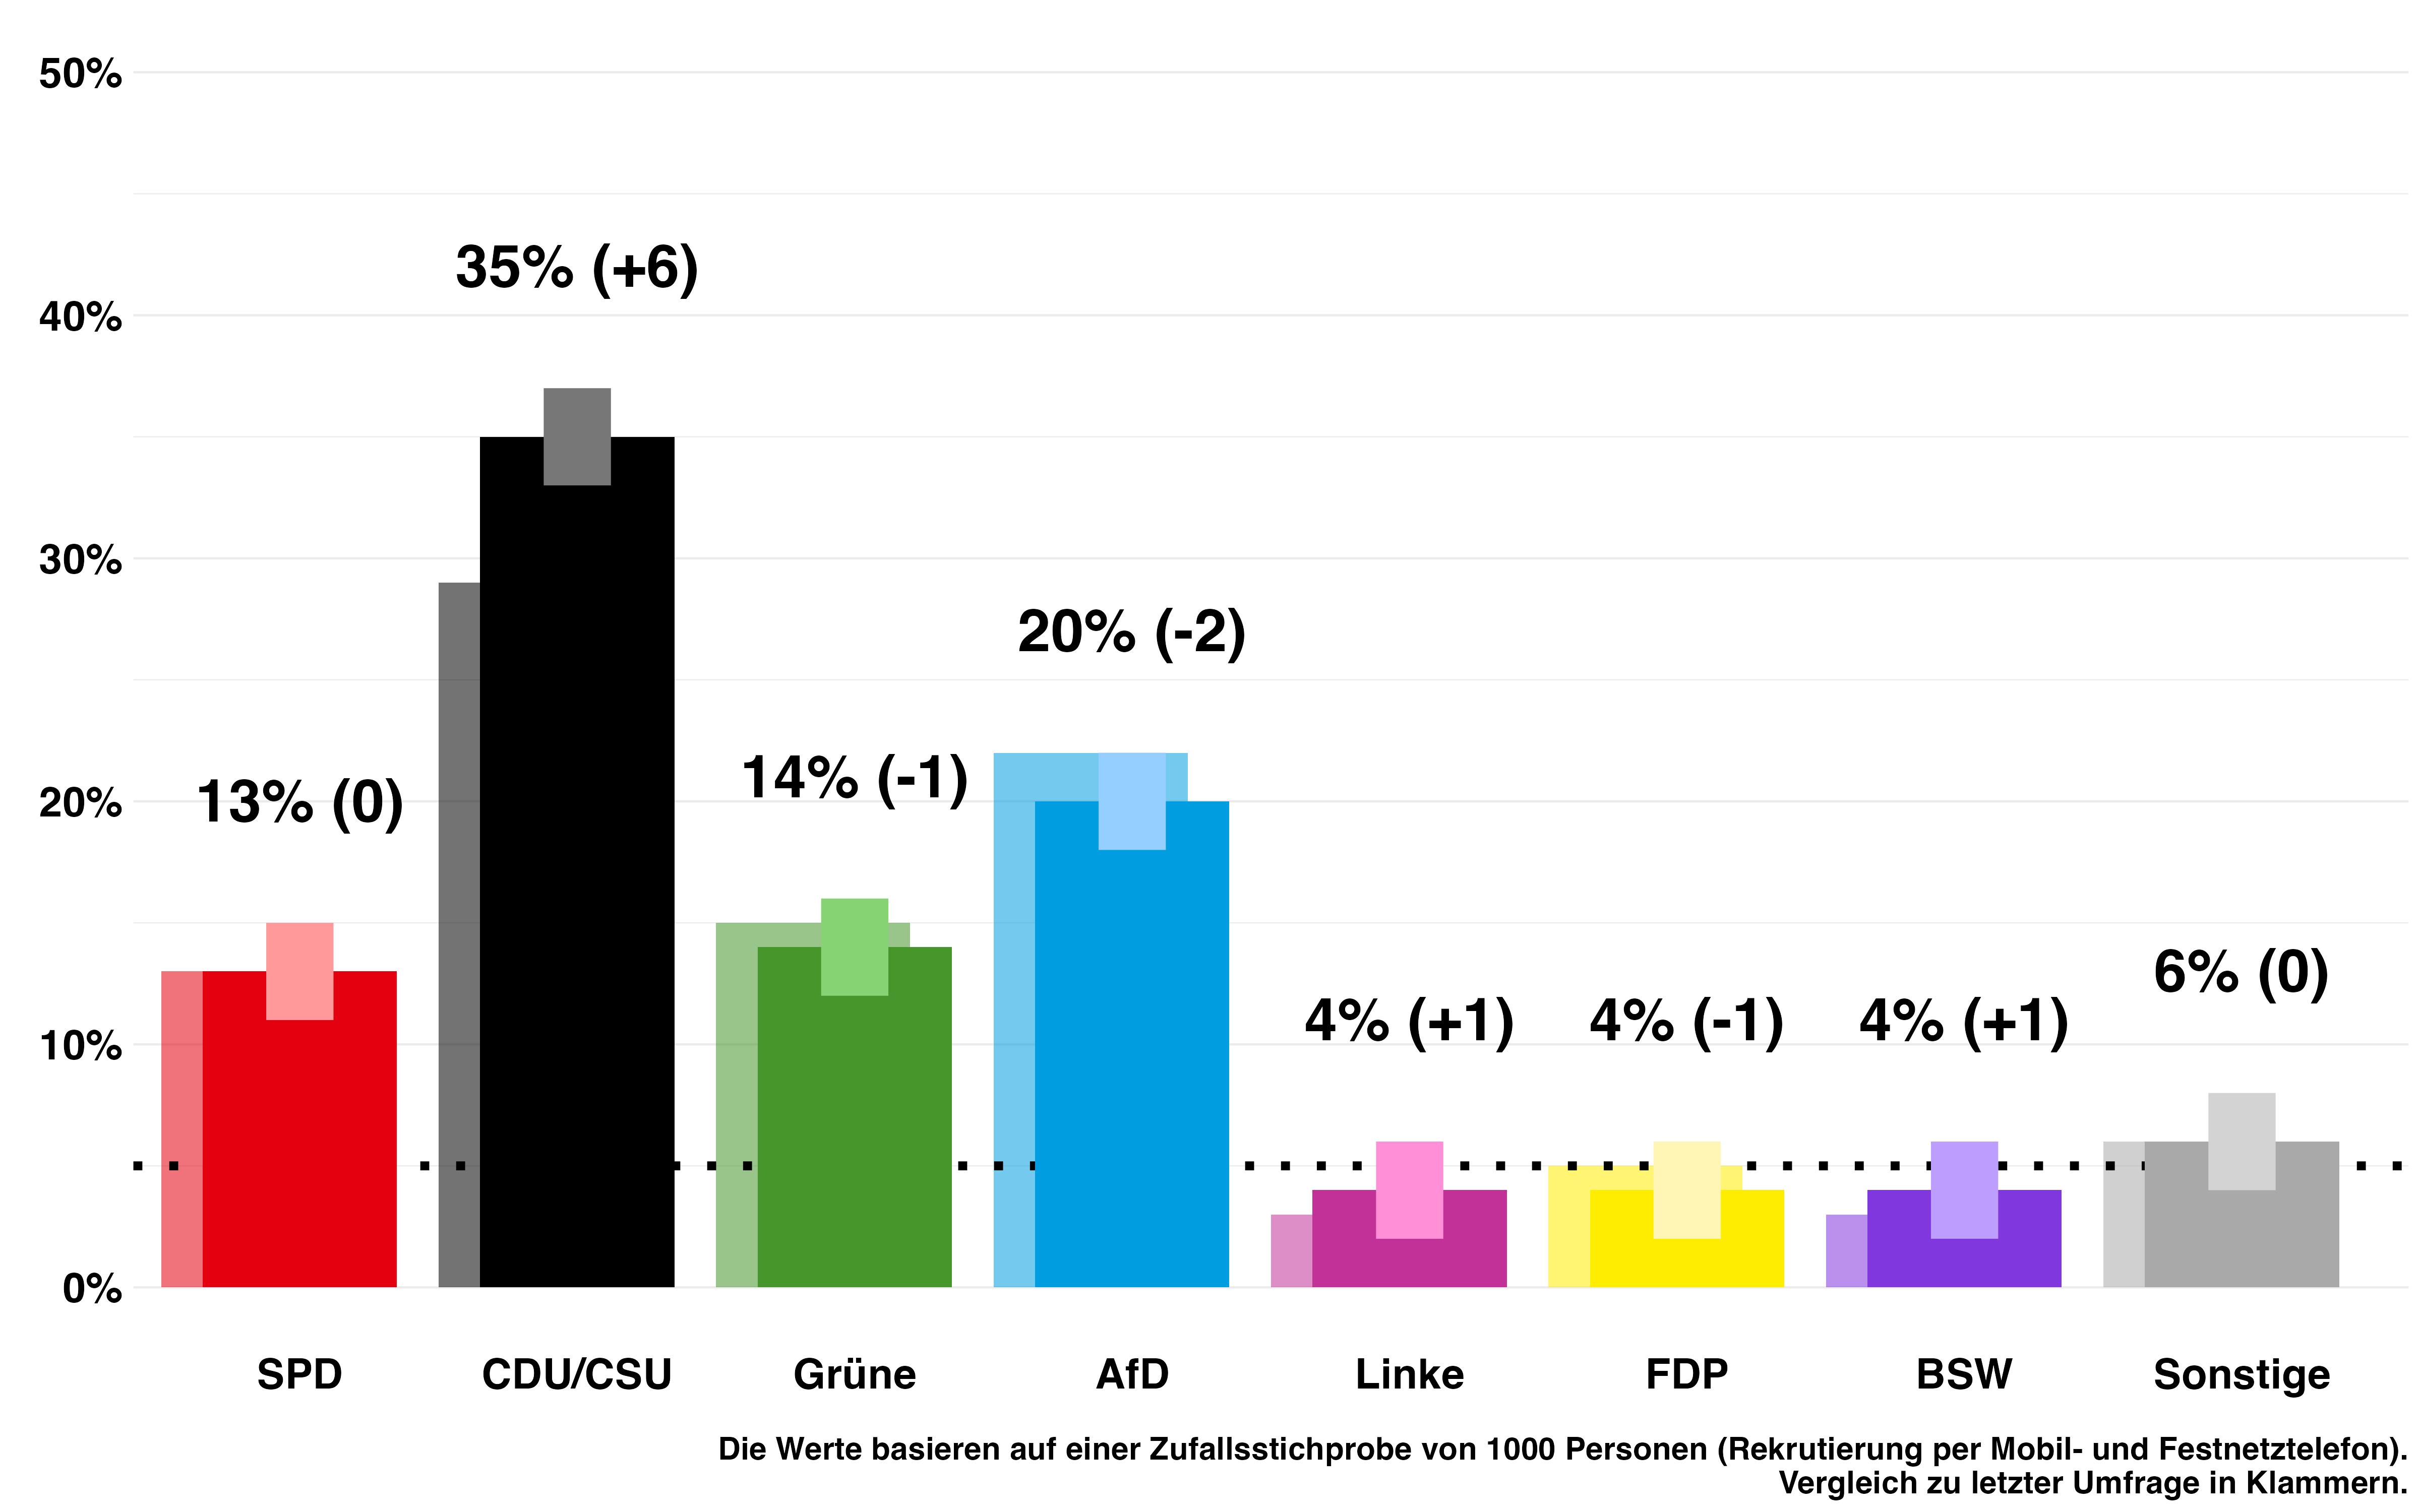 50%
40%
30%
20%
10%
0%
13% (0)
35% (+6)
14% (-1)
20% (-2)
4% (+1)
4% (-1)
4% (+1)
6% (0)
SPD
CDU/CSU
Grüne
AfD
Linke
FDP
BSW
Sonstige
Die Werte basieren auf einer Zufallsstichprobe von 1000 Personen (Rekrutierung per Mobil- und Festnetztelefon).
Vergleich zu letzter Umfrage in Klammern.